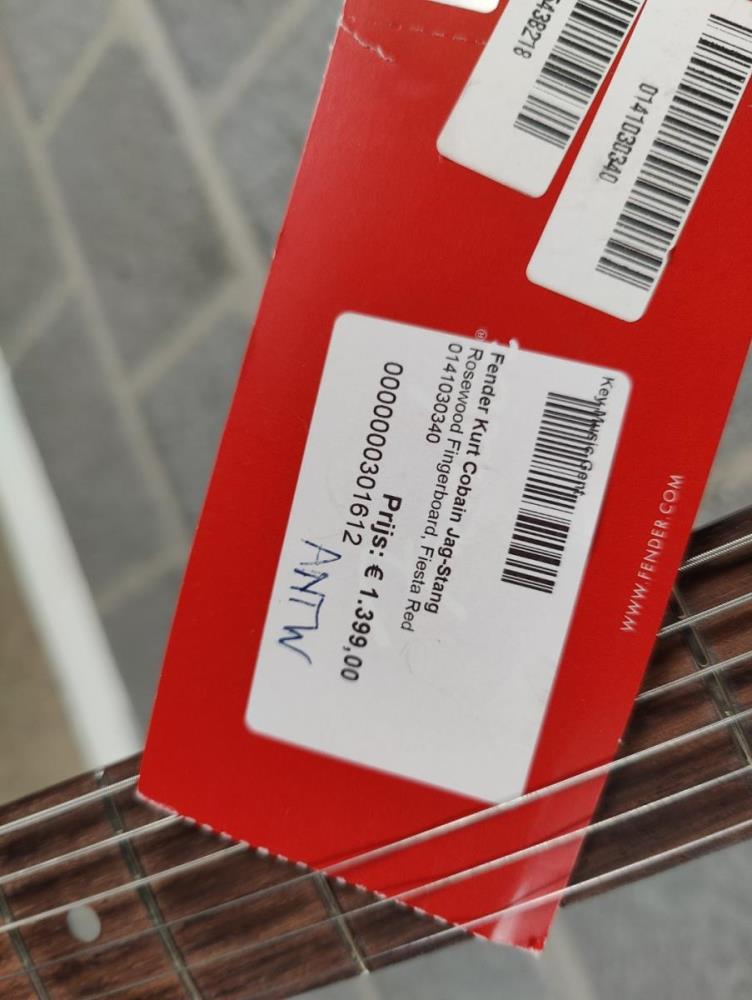 5438218
0141030340
WWW.FENDER.COM
Key Music Gent
Fender Kurt Cobain Jag-Stang
Rosewood Fingerboard, Fiesta Red
0141030340
Prijs: € 1.399,00
0000000301612
ANTW